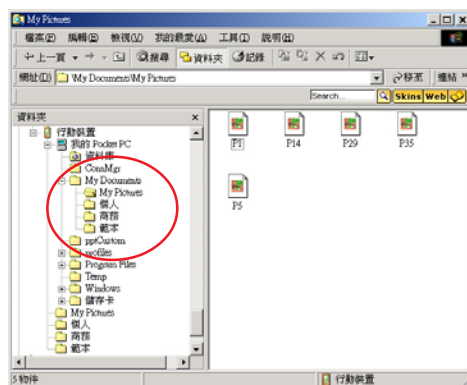 My Pictures
檔案(F) 編輯(E) 檢視(V) 我的最愛(A) 工具(T) 說明(H)
上一頁 搜尋 資料夾 記錄
網址(D) \My Documents\My Pictures 移至 連結 »
Search... Skins Web
資料夾 ×
行動裝置
我的 Pocket PC
資料庫
ConnMgr
My Documents
My Pictures
個人
商務
範本
pptCustom
profiles
Program Files
Temp
Windows
儲存卡
My Pictures
個人
商務
範本
P1 P14 P29 P35
P5
5 物件 行動裝置